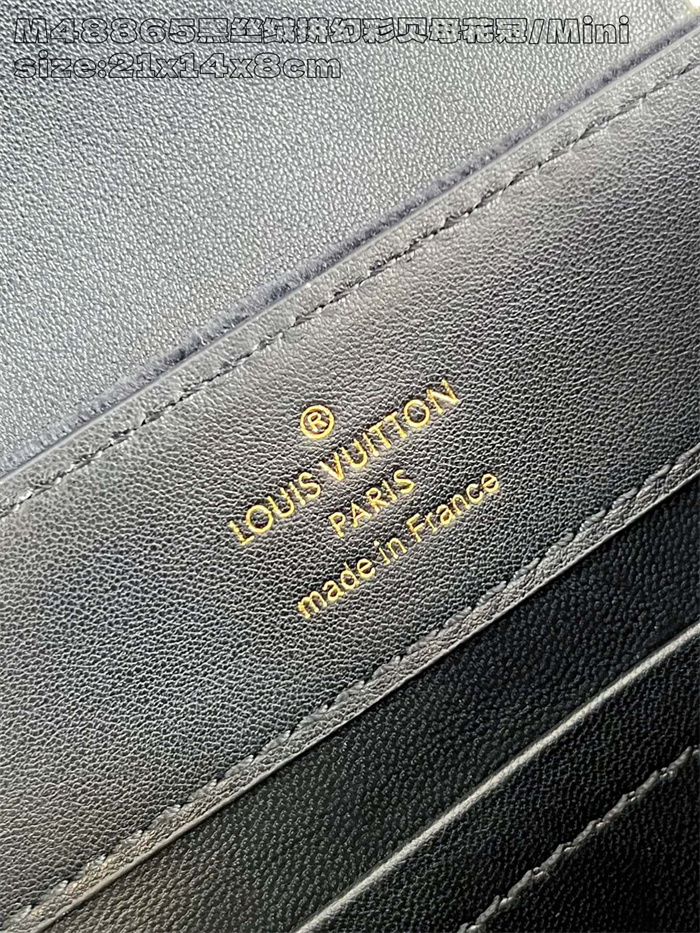 M48865黑丝绒拼幻彩贝母花冠/Mini
size:21x14x8cm
®
LOUIS VUITTON
PARIS
made in France